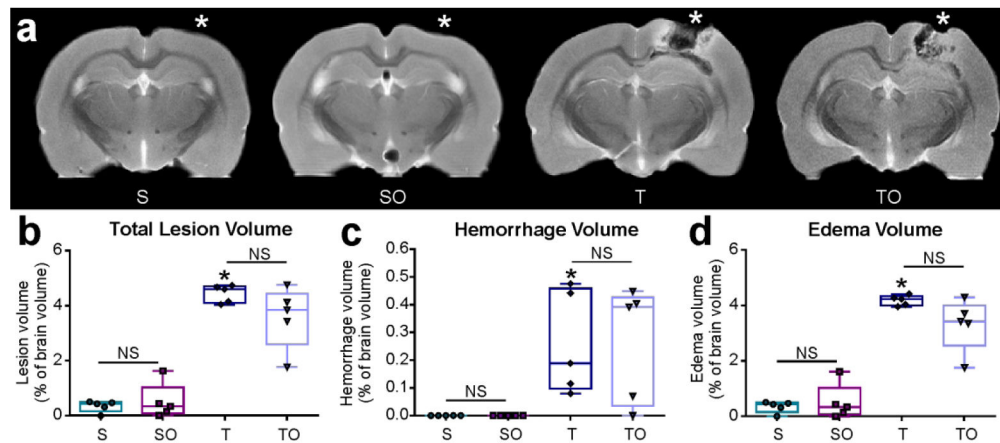 a * * * *
S SO T TO
b Total Lesion Volume
Lesion volume
(% of brain volume)
6
4
2
0
NS
*
NS
S SO T TO
c Hemorrhage Volume
Hemorrhage volume
(% of brain volume)
0.6
0.5
0.4
0.3
0.2
0.1
0.0
NS
*
NS
S SO T TO
d Edema Volume
Edema volume
(% of brain volume)
6
4
2
0
NS
*
NS
S SO T TO